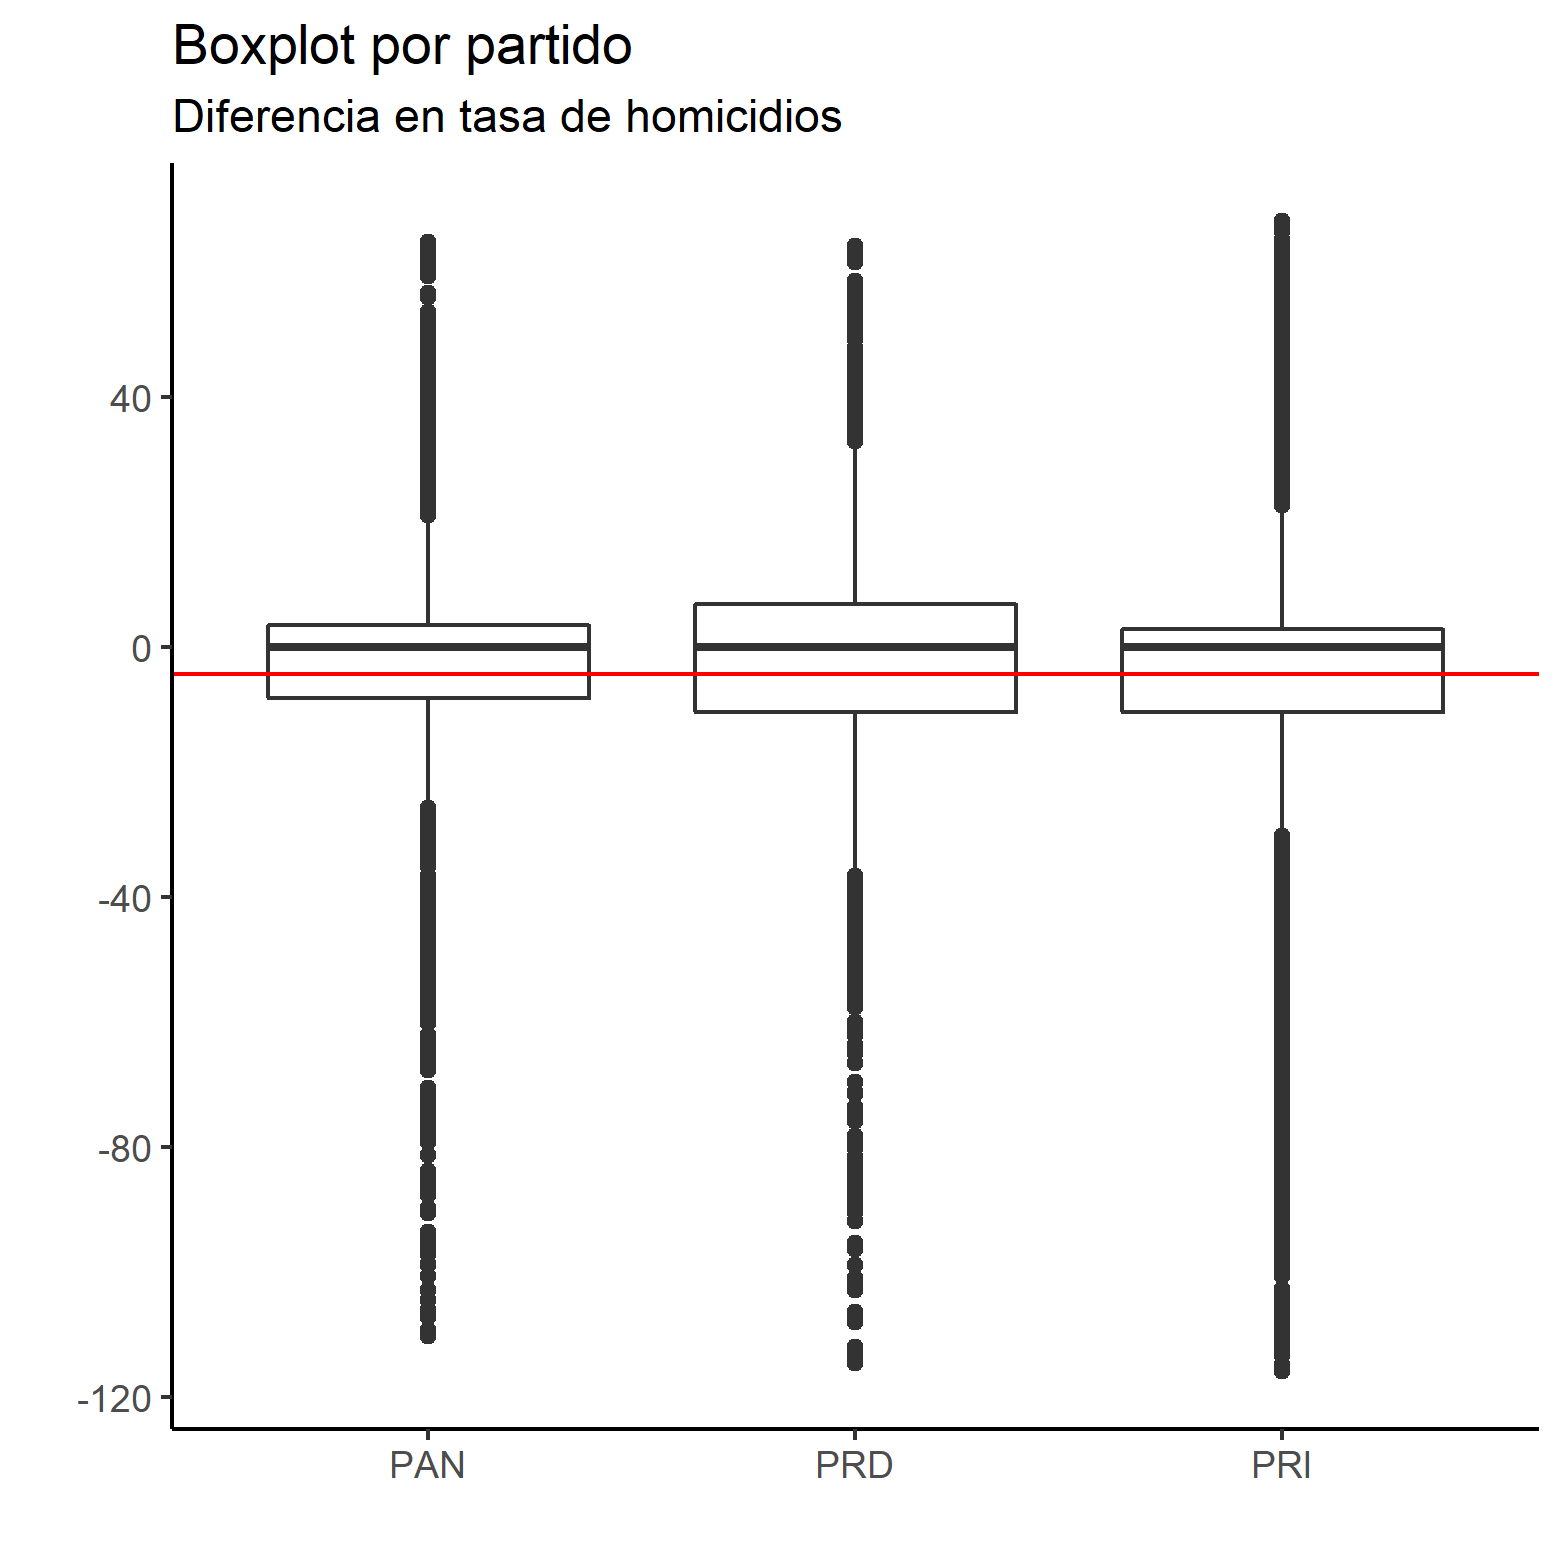 Boxplot por partido
Diferencia en tasa de homicidios
40
0
-40
-80
-120
PAN PRD PRI